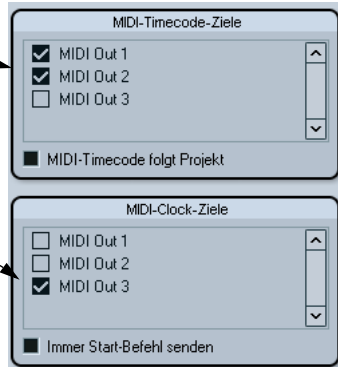 MIDI-Timecode-Ziele
MIDI Out 1
MIDI Out 2
MIDI Out 3
MIDI-Timecode folgt Projekt
MIDI-Clock-Ziele
MIDI Out 1
MIDI Out 2
MIDI Out 3
Immer Start-Befehl senden